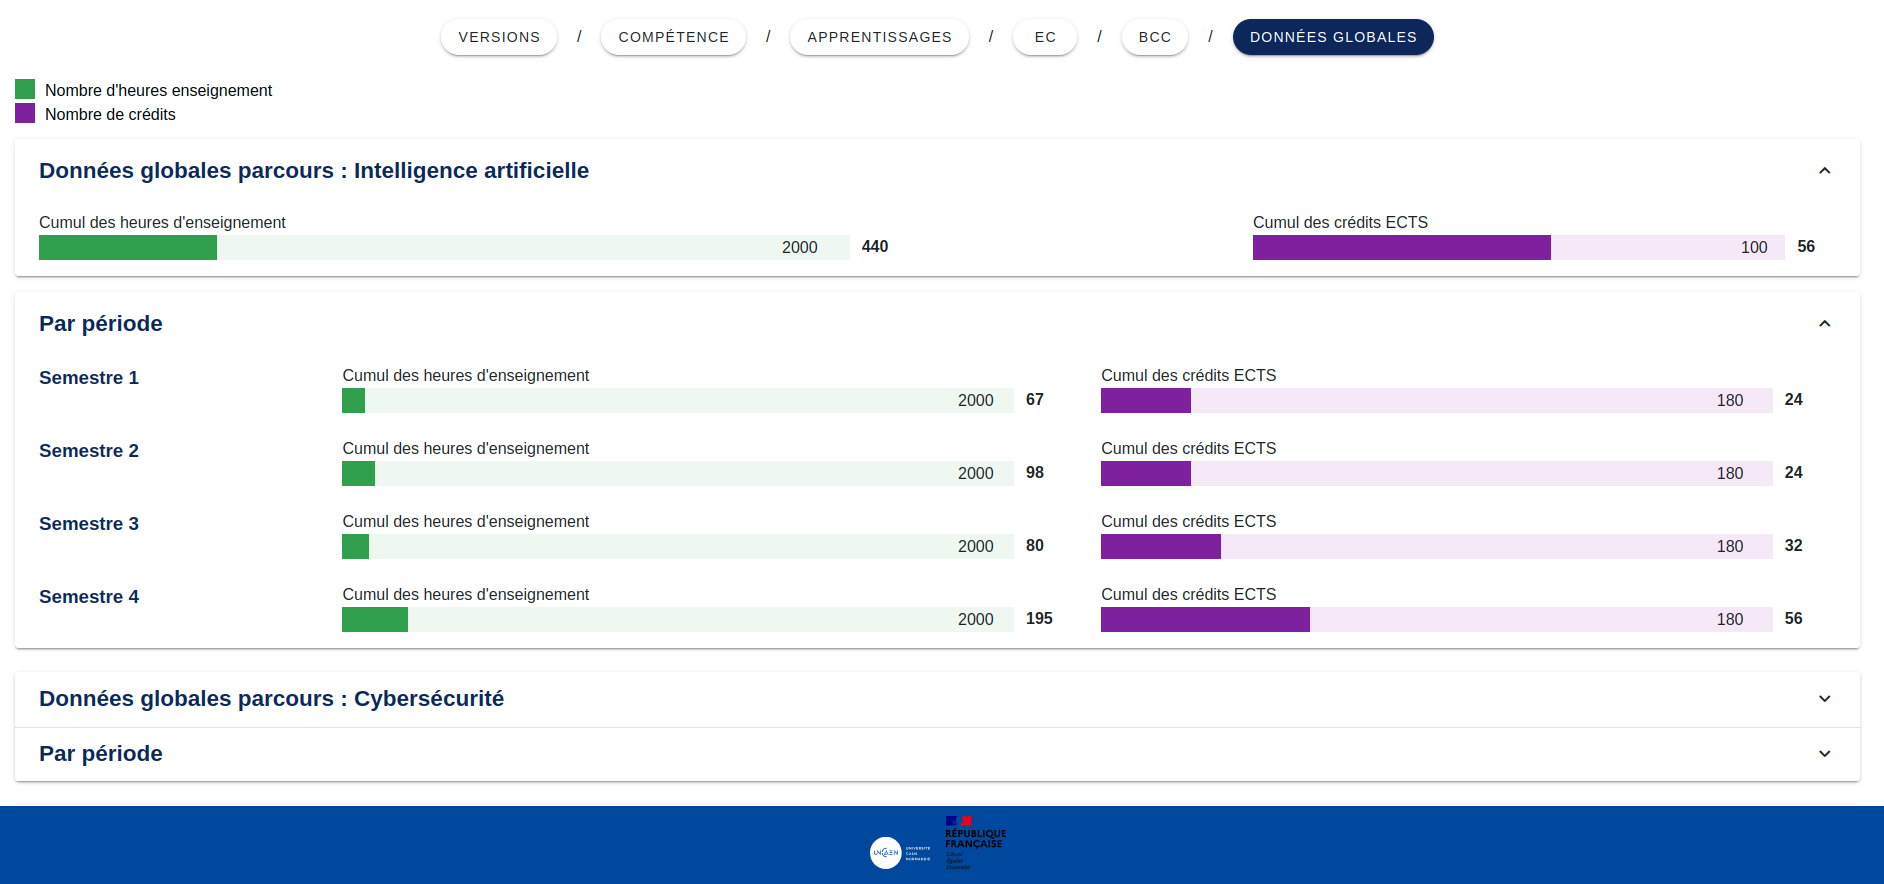 VERSIONS / COMPÉTENCE / APPRENTISSAGES / EC / BCC / DONNÉES GLOBALES
Nombre d'heures enseignement
Nombre de crédits
Données globales parcours : Intelligence artificielle
Cumul des heures d'enseignement
2000 440
Cumul des crédits ECTS
100 56
Par période
Semestre 1
Cumul des heures d'enseignement
2000 67
Cumul des crédits ECTS
180 24
Semestre 2
Cumul des heures d'enseignement
2000 98
Cumul des crédits ECTS
180 24
Semestre 3
Cumul des heures d'enseignement
2000 80
Cumul des crédits ECTS
180 32
Semestre 4
Cumul des heures d'enseignement
2000 195
Cumul des crédits ECTS
180 56
Données globales parcours : Cybersécurité
Par période
UNICAEN
UNIVERSITÉ
CAEN
NORMANDIE
RÉPUBLIQUE
FRANÇAISE
Liberté
Égalité
Fraternité